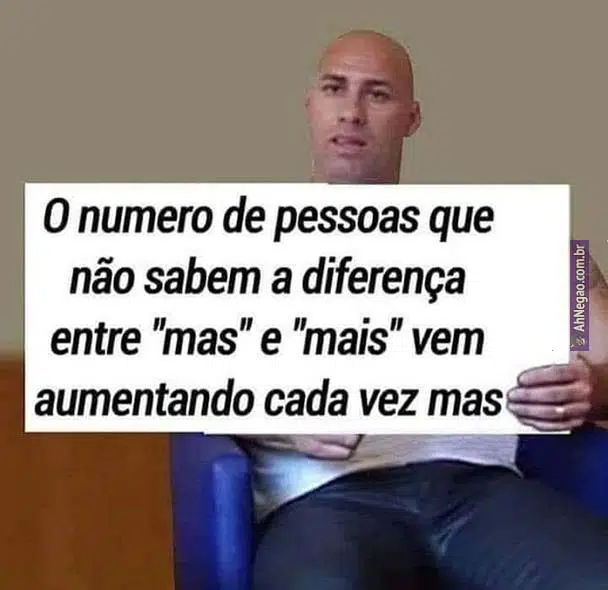 O numero de pessoas que
não sabem a diferença
entre "mas" e "mais" vem
aumentando cada vez mas
AhNegao.com.br